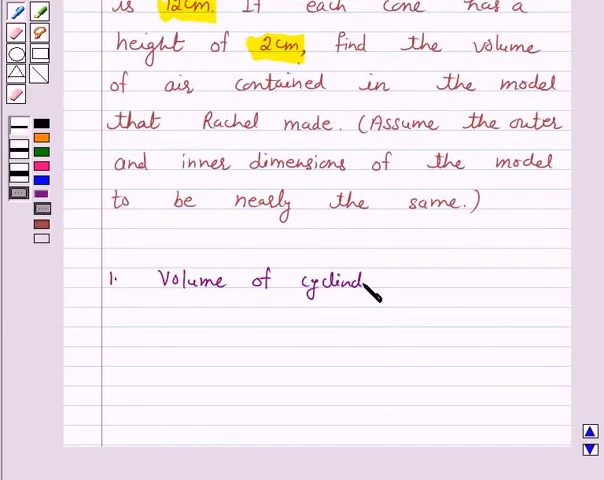 is 12cm. If each cone has a
height of 2cm, find the volume
of air contained in the model
that Rachel made. (Assume the outer
and inner dimensions of the model
to be nearly the same.)
1. Volume of cyclind